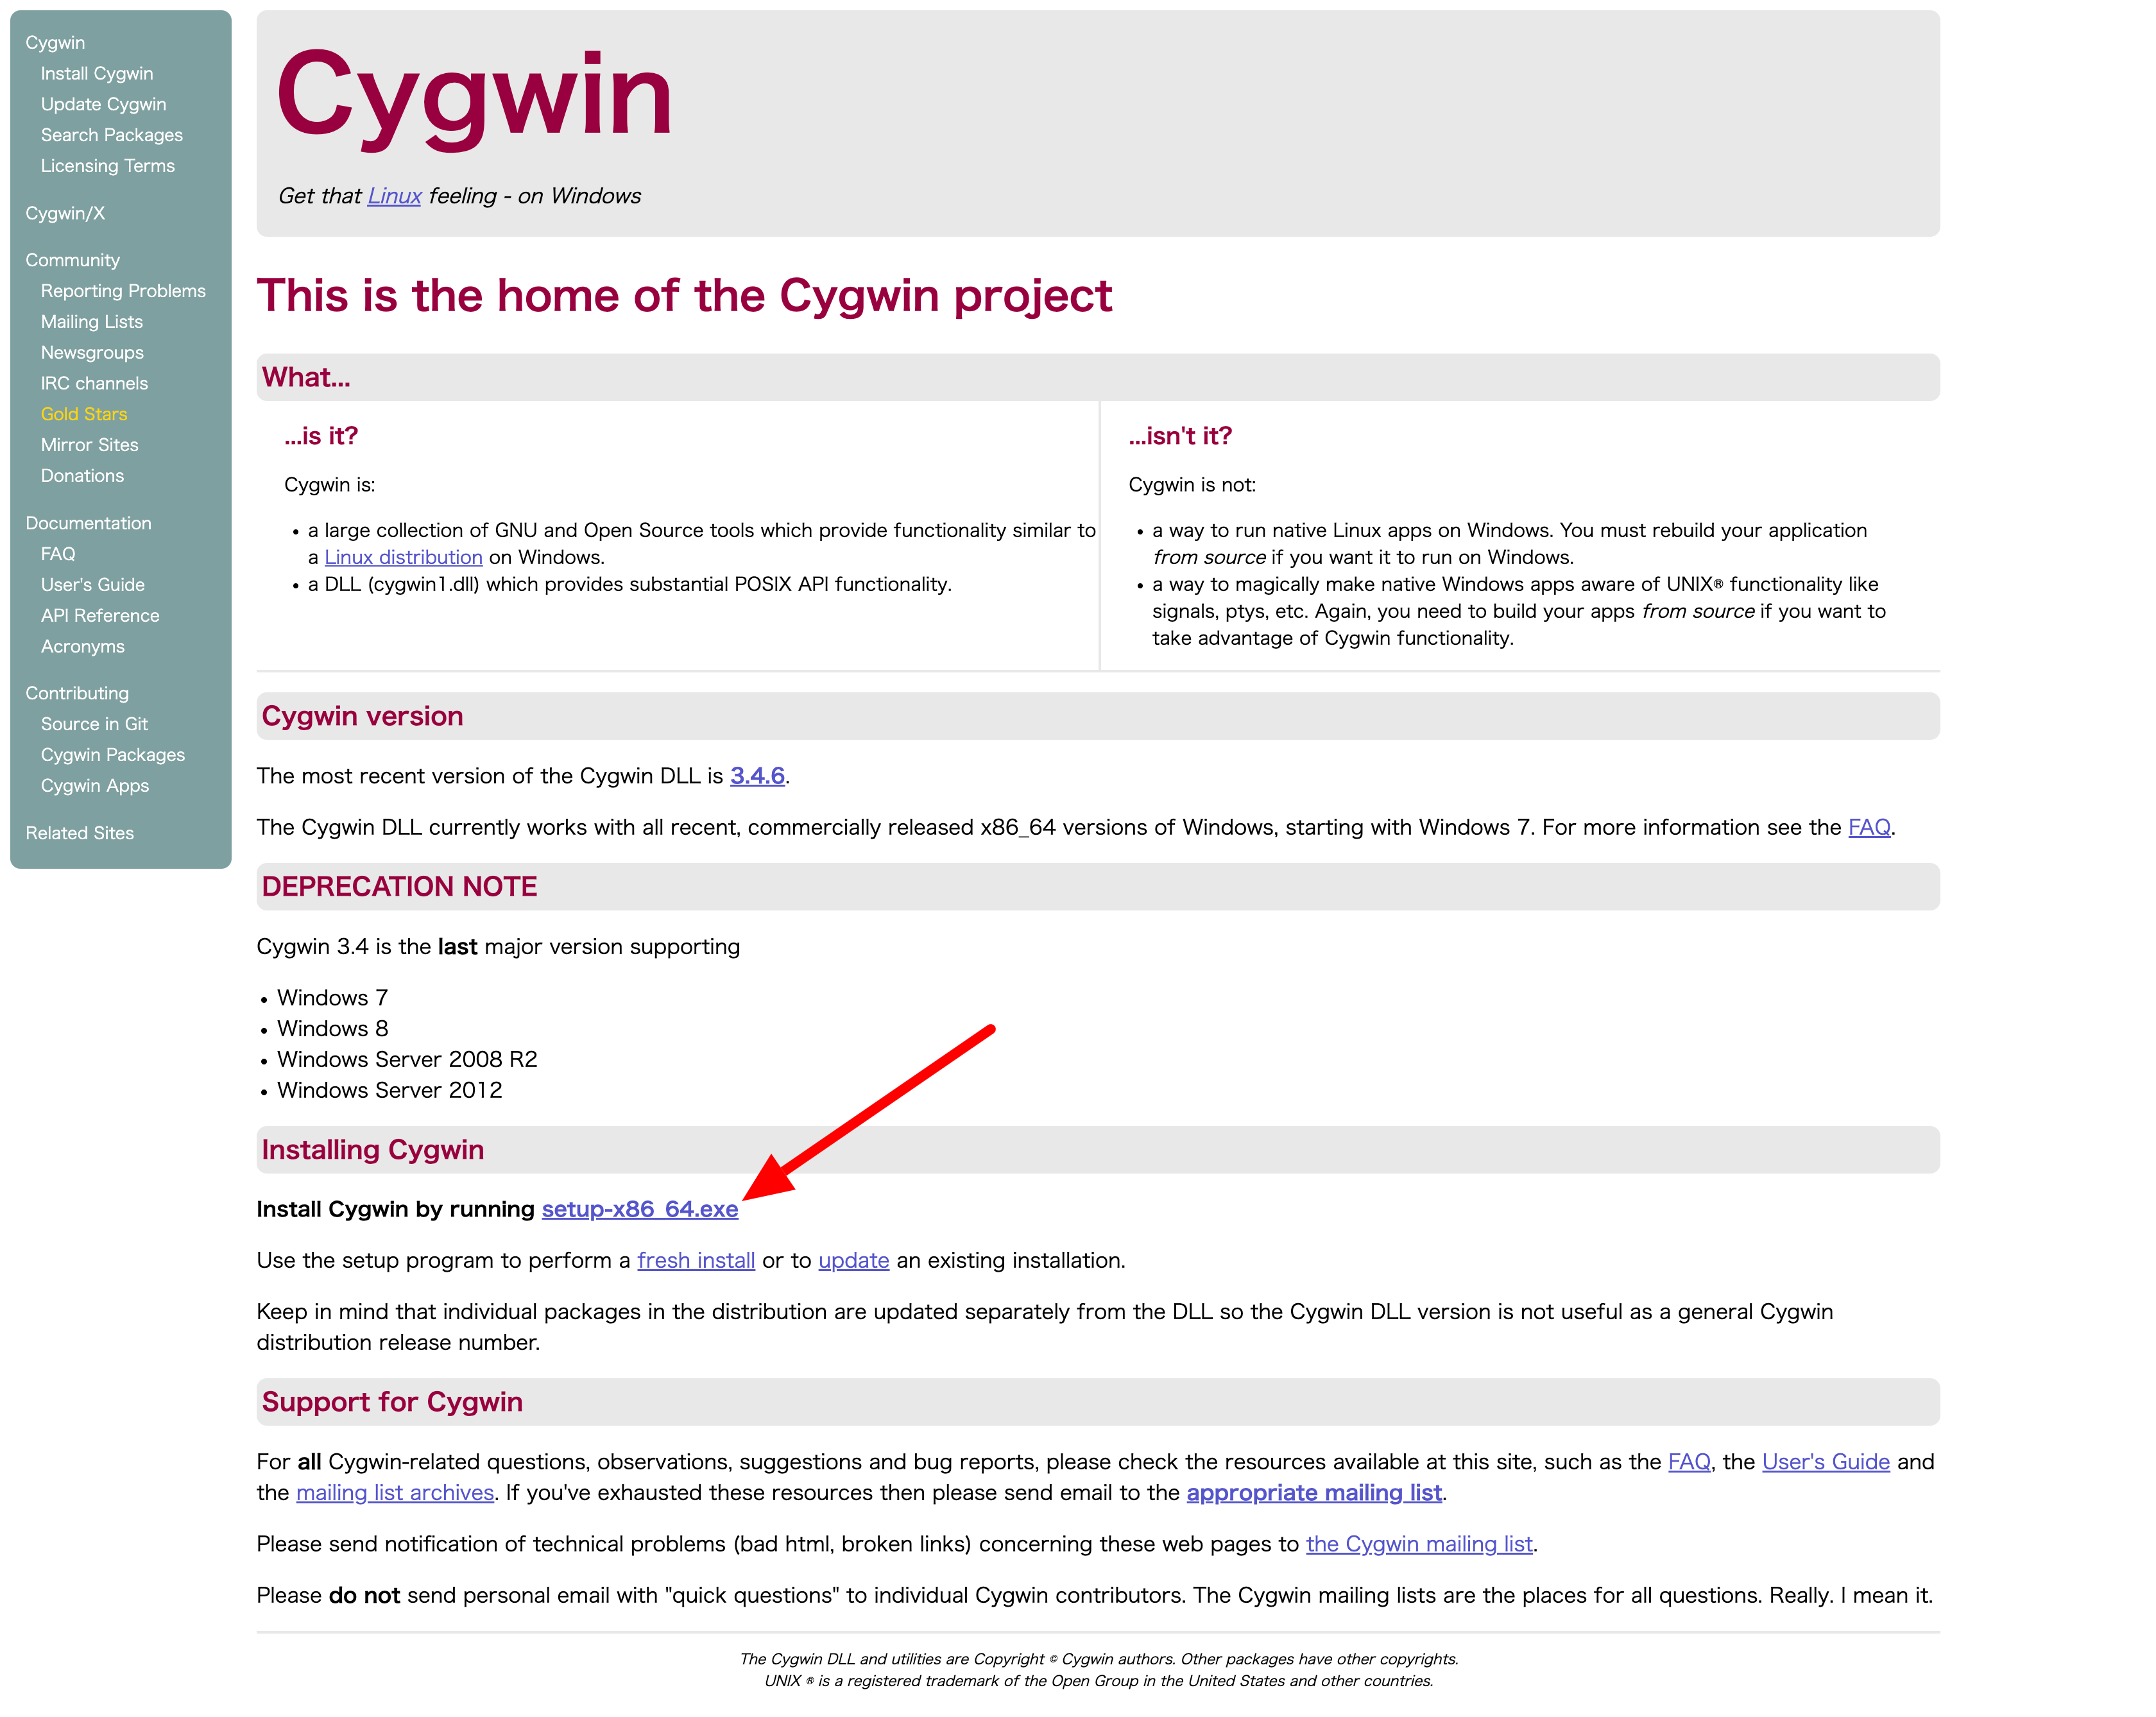 Cygwin
Install Cygwin
Update Cygwin
Search Packages
Licensing Terms
Cygwin/X
Community
Reporting Problems
Mailing Lists
Newsgroups
IRC channels
Gold Stars
Mirror Sites
Donations
Documentation
FAQ
User's Guide
API Reference
Acronyms
Contributing
Source in Git
Cygwin Packages
Cygwin Apps
Related Sites
Cygwin
Get that Linux feeling - on Windows
This is the home of the Cygwin project
What...
...is it?
Cygwin is:
• a large collection of GNU and Open Source tools which provide functionality similar to
a Linux distribution on Windows.
• a DLL (cygwin1.dll) which provides substantial POSIX API functionality.
...isn't it?
Cygwin is not:
• a way to run native Linux apps on Windows. You must rebuild your application
from source if you want it to run on Windows.
• a way to magically make native Windows apps aware of UNIX® functionality like
signals, ptys, etc. Again, you need to build your apps from source if you want to
take advantage of Cygwin functionality.
Cygwin version
The most recent version of the Cygwin DLL is 3.4.6.
The Cygwin DLL currently works with all recent, commercially released x86_64 versions of Windows, starting with Windows 7. For more information see the FAQ.
DEPRECATION NOTE
Cygwin 3.4 is the last major version supporting
• Windows 7
• Windows 8
• Windows Server 2008 R2
• Windows Server 2012
Installing Cygwin
Install Cygwin by running setup-x86_64.exe
Use the setup program to perform a fresh install or to update an existing installation.
Keep in mind that individual packages in the distribution are updated separately from the DLL so the Cygwin DLL version is not useful as a general Cygwin
distribution release number.
Support for Cygwin
For all Cygwin-related questions, observations, suggestions and bug reports, please check the resources available at this site, such as the FAQ, the User's Guide and
the mailing list archives. If you've exhausted these resources then please send email to the appropriate mailing list.
Please send notification of technical problems (bad html, broken links) concerning these web pages to the Cygwin mailing list.
Please do not send personal email with "quick questions" to individual Cygwin contributors. The Cygwin mailing lists are the places for all questions. Really. I mean it.
The Cygwin DLL and utilities are Copyright © Cygwin authors. Other packages have other copyrights.
UNIX ® is a registered trademark of the Open Group in the United States and other countries.